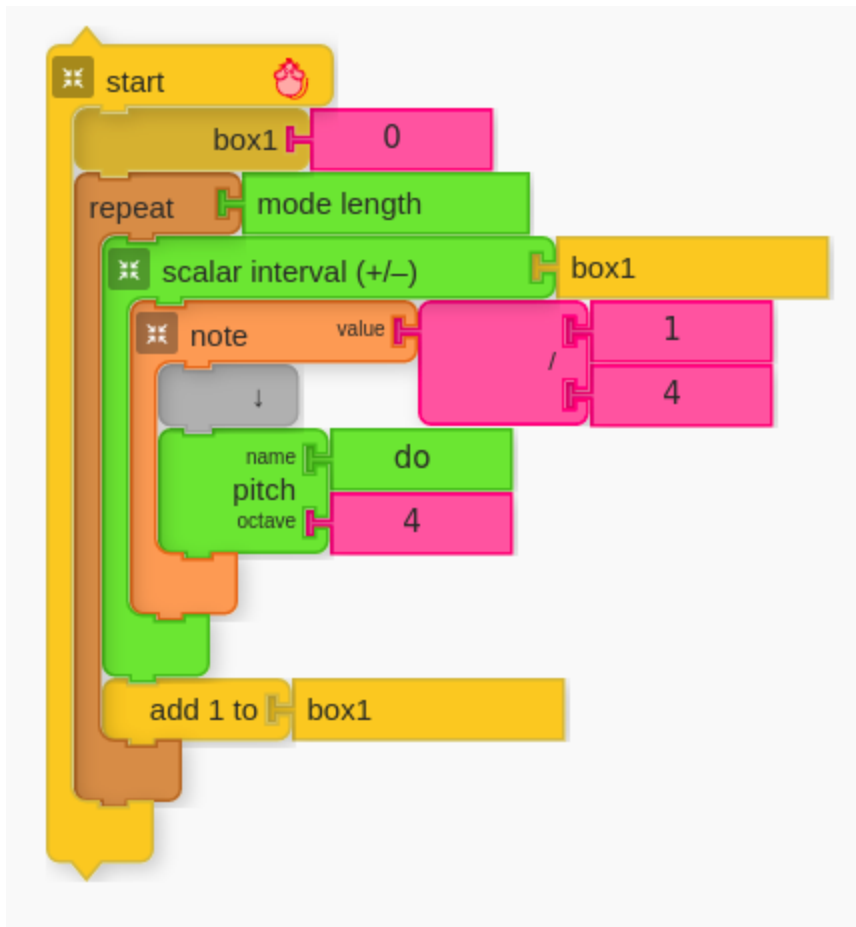 start
box1 0
repeat mode length
scalar interval (+/–) box1
note value / 1
4
↓
name do
pitch
octave 4
add 1 to box1